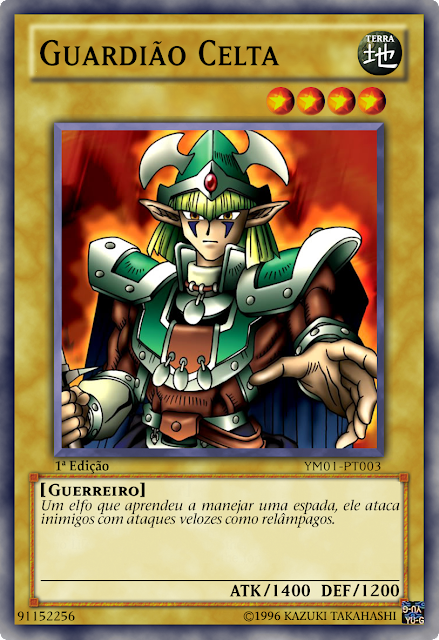 Guardião Celta
TERRA
地
1ª Edição
YM01-PT003
[Guerreiro]
Um elfo que aprendeu a manejar uma espada, ele ataca
inimigos com ataques velozes como relâmpagos.
ATK/1400 DEF/1200
91152256
©1996 KAZUKI TAKAHASHI